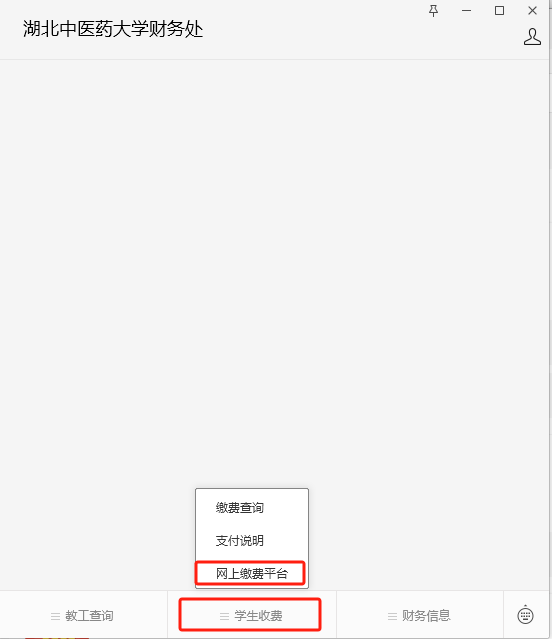 湖北中医药大学财务处
缴费查询
支付说明
网上缴费平台
教工查询
学生收费
财务信息